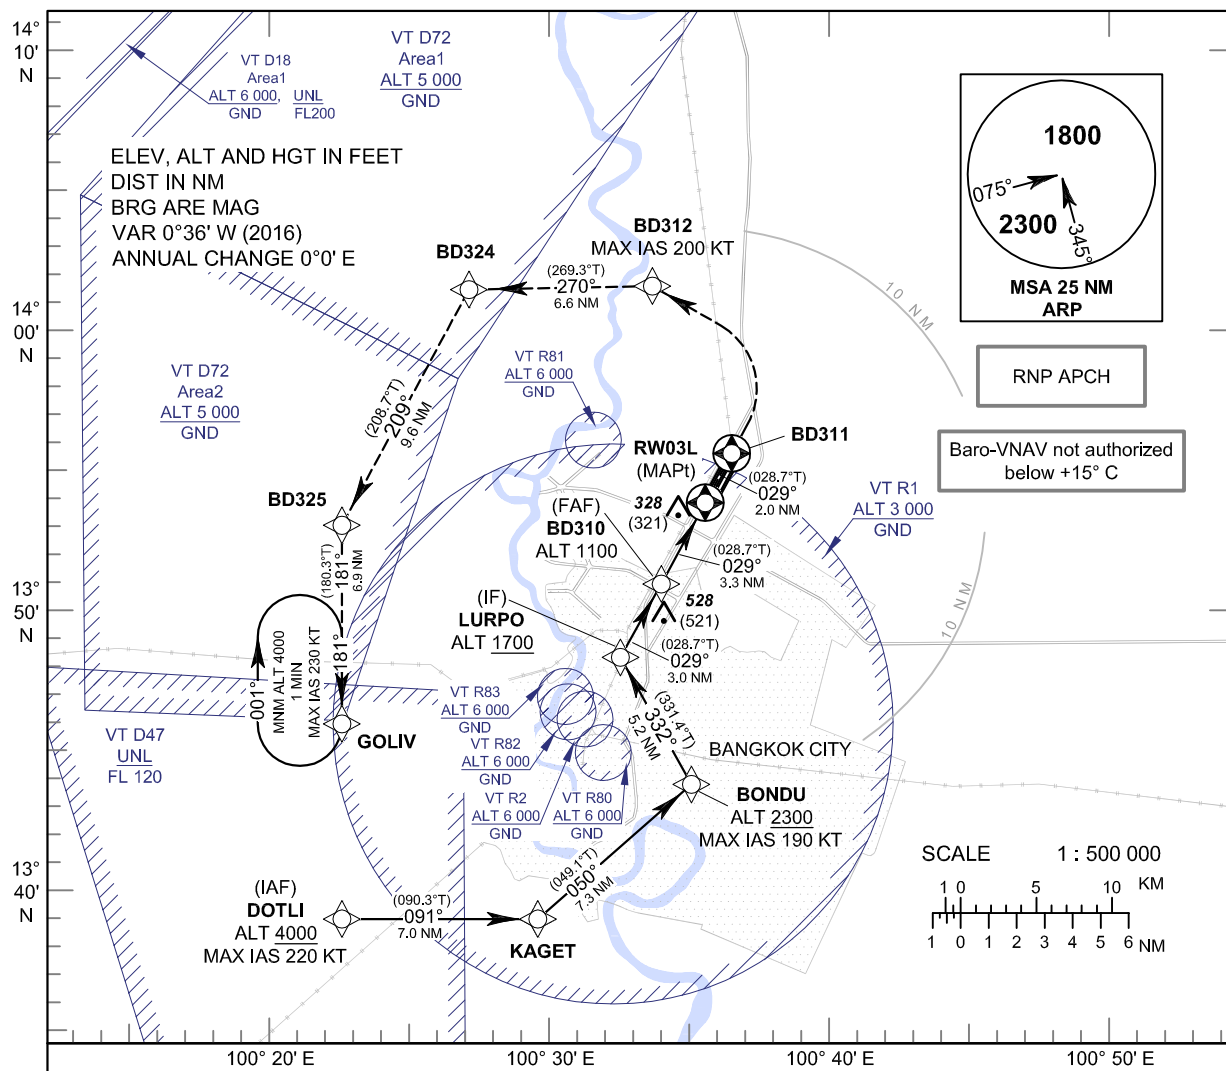 14°
10'
N
14°
00'
N
13°
50'
N
13°
40'
N
VT D18
Area1
ALT 6 000, UNL
GND FL200
VT D72
Area1
ALT 5 000
GND
ELEV, ALT AND HGT IN FEET
DIST IN NM
BRG ARE MAG
VAR 0°36' W (2016)
ANNUAL CHANGE 0°0' E
BD324
BD312
MAX IAS 200 KT
(269.3°T)
270°
6.6 NM
1800
075°
2300
345°
MSA 25 NM
ARP
10 NM
RNP APCH
Baro-VNAV not authorized
below +15° C
VT D72
Area2
ALT 5 000
GND
(208.7°T)
209°
9.6 NM
VT R81
ALT 6 000
GND
RW03L
(MAPt)
BD311
(028.7°T)
029°
2.0 NM
328
(321)
VT R1
ALT 3 000
GND
BD325
(FAF)
BD310
ALT 1100
(028.7°T)
029°
3.3 NM
(180.3°T)
181°
6.9 NM
528
(521)
(IF)
LURPO
ALT 1700
(028.7°T)
029°
3.0 NM
10 NM
001°
MNM ALT 4000
1 MIN
MAX IAS 230 KT
181°
GOLIV
VT R83
ALT 6 000
GND
(331.4°T)
332°
5.2 NM
VT D47
UNL
FL 120
VT R82
ALT 6 000
GND
BANGKOK CITY
VT R2
ALT 6 000
GND
VT R80
ALT 6 000
GND
BONDU
ALT 2300
MAX IAS 190 KT
(IAF)
DOTLI
ALT 4000
MAX IAS 220 KT
(090.3°T)
091°
7.0 NM
(049.1°T)
050°
7.3 NM
KAGET
SCALE 1 : 500 000
1 0 5 10 KM
1 0 1 2 3 4 5 6 NM
100° 20' E
100° 30' E
100° 40' E
100° 50' E